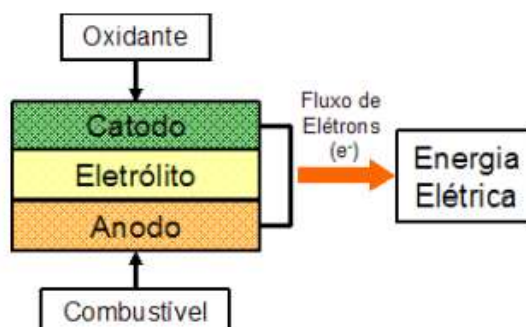 Oxidante
Catodo
Eletrólito
Anodo
Combustível
Fluxo de
Elétrons
(e-)
Energia
Elétrica